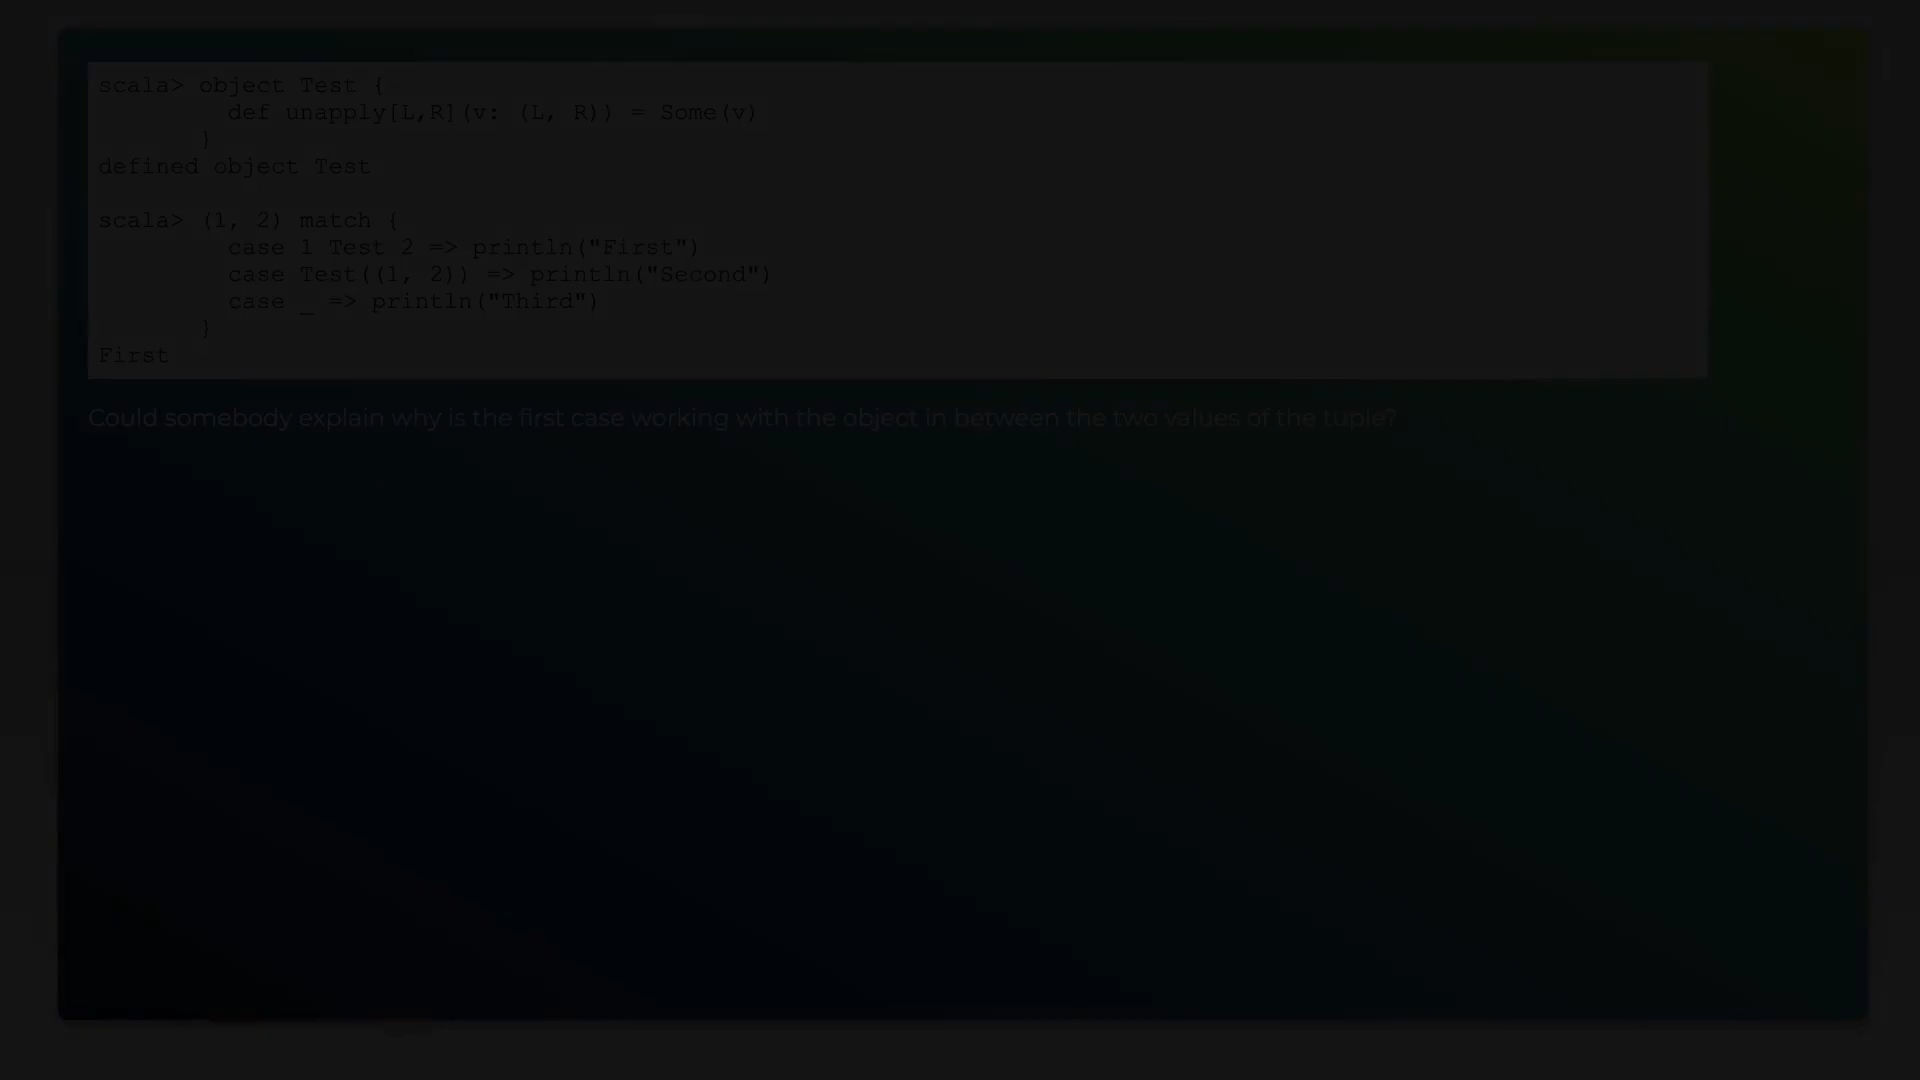 scala> object Test {
         def unapply[L,R](v: (L, R)) = Some(v)
       }
defined object Test

scala> (1, 2) match {
         case 1 Test 2 => println("First")
         case Test((1, 2)) => println("Second")
         case _ => println("Third")
       }
First
Could somebody explain why is the first case working with the object in between the two values of the tuple?